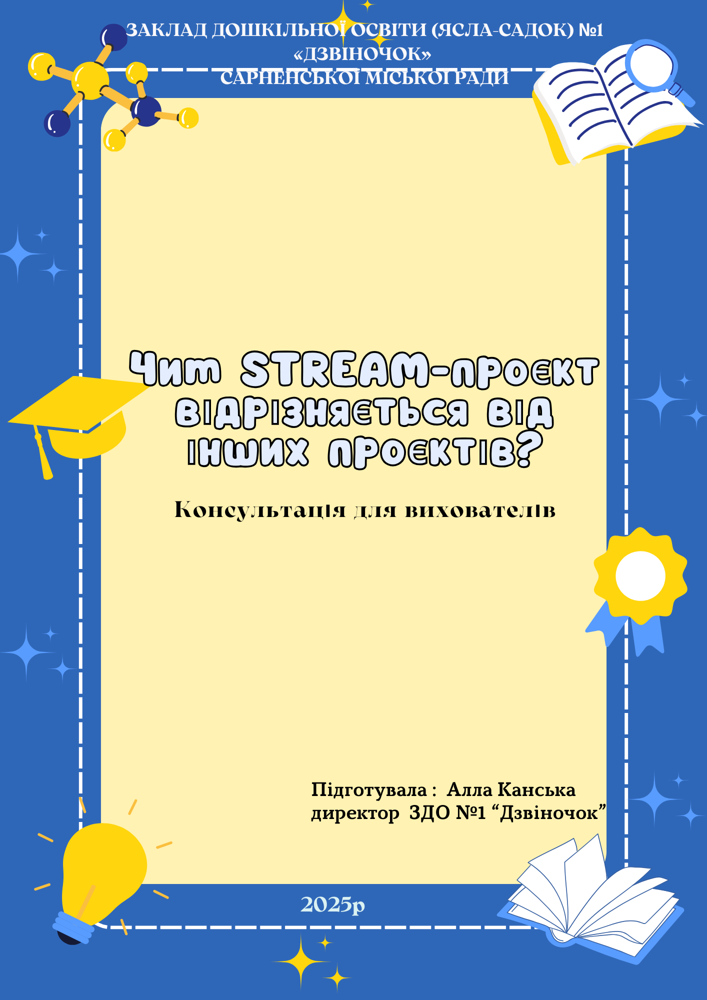 ЗАКЛАД ДОШКІЛЬНОЇ ОСВІТИ (ЯСЛА-САДОК) №1
«ДЗВІНОЧОК»
САРНЕНСЬКОЇ МІСЬКОЇ РАДИ
Чит STREAM-проєкт
відрізняється від
інших проєктів?
Консультація для вихователів
Підготувала : Алла Канська
директор ЗДО №1 “Дзвіночок”
2025р